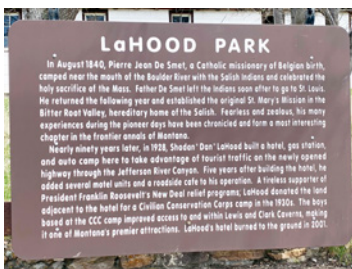 LaHOOD PARK
In August 1840, Pierre Jean De Smet, a Catholic missionary of Belgian birth,
camped near the mouth of the Boulder River with the Salish Indians and celebrated the
holy sacrifice of the Mass. Father De Smet left the Indians soon after to go to St. Louis.
He returned the following year and established the original St. Mary's Mission in the
Bitter Root Valley, hereditary home of the Salish. Fearless and zealous, his many
experiences during the pioneer days have been chronicled and form a most interesting
chapter in the frontier annals of Montana.
Nearly ninety years later, in 1928, Shadan "Dan" LaHood built a hotel, gas station,
and auto camp here to take advantage of tourist traffic on the newly opened
highway through the Jefferson River Canyon. Five years after building the hotel, he
added several motel units and a roadside cafe to his operation. A tireless supporter of
President Franklin Roosevelt's New Deal relief programs, LaHood donated the land
adjacent to the hotel for a Civilian Conservation Corps camp in the 1930s. The boys
based at the CCC camp improved access to and within Lewis and Clark Caverns, making
it one of Montana's premier attractions. LaHood's hotel burned to the ground in 2001.